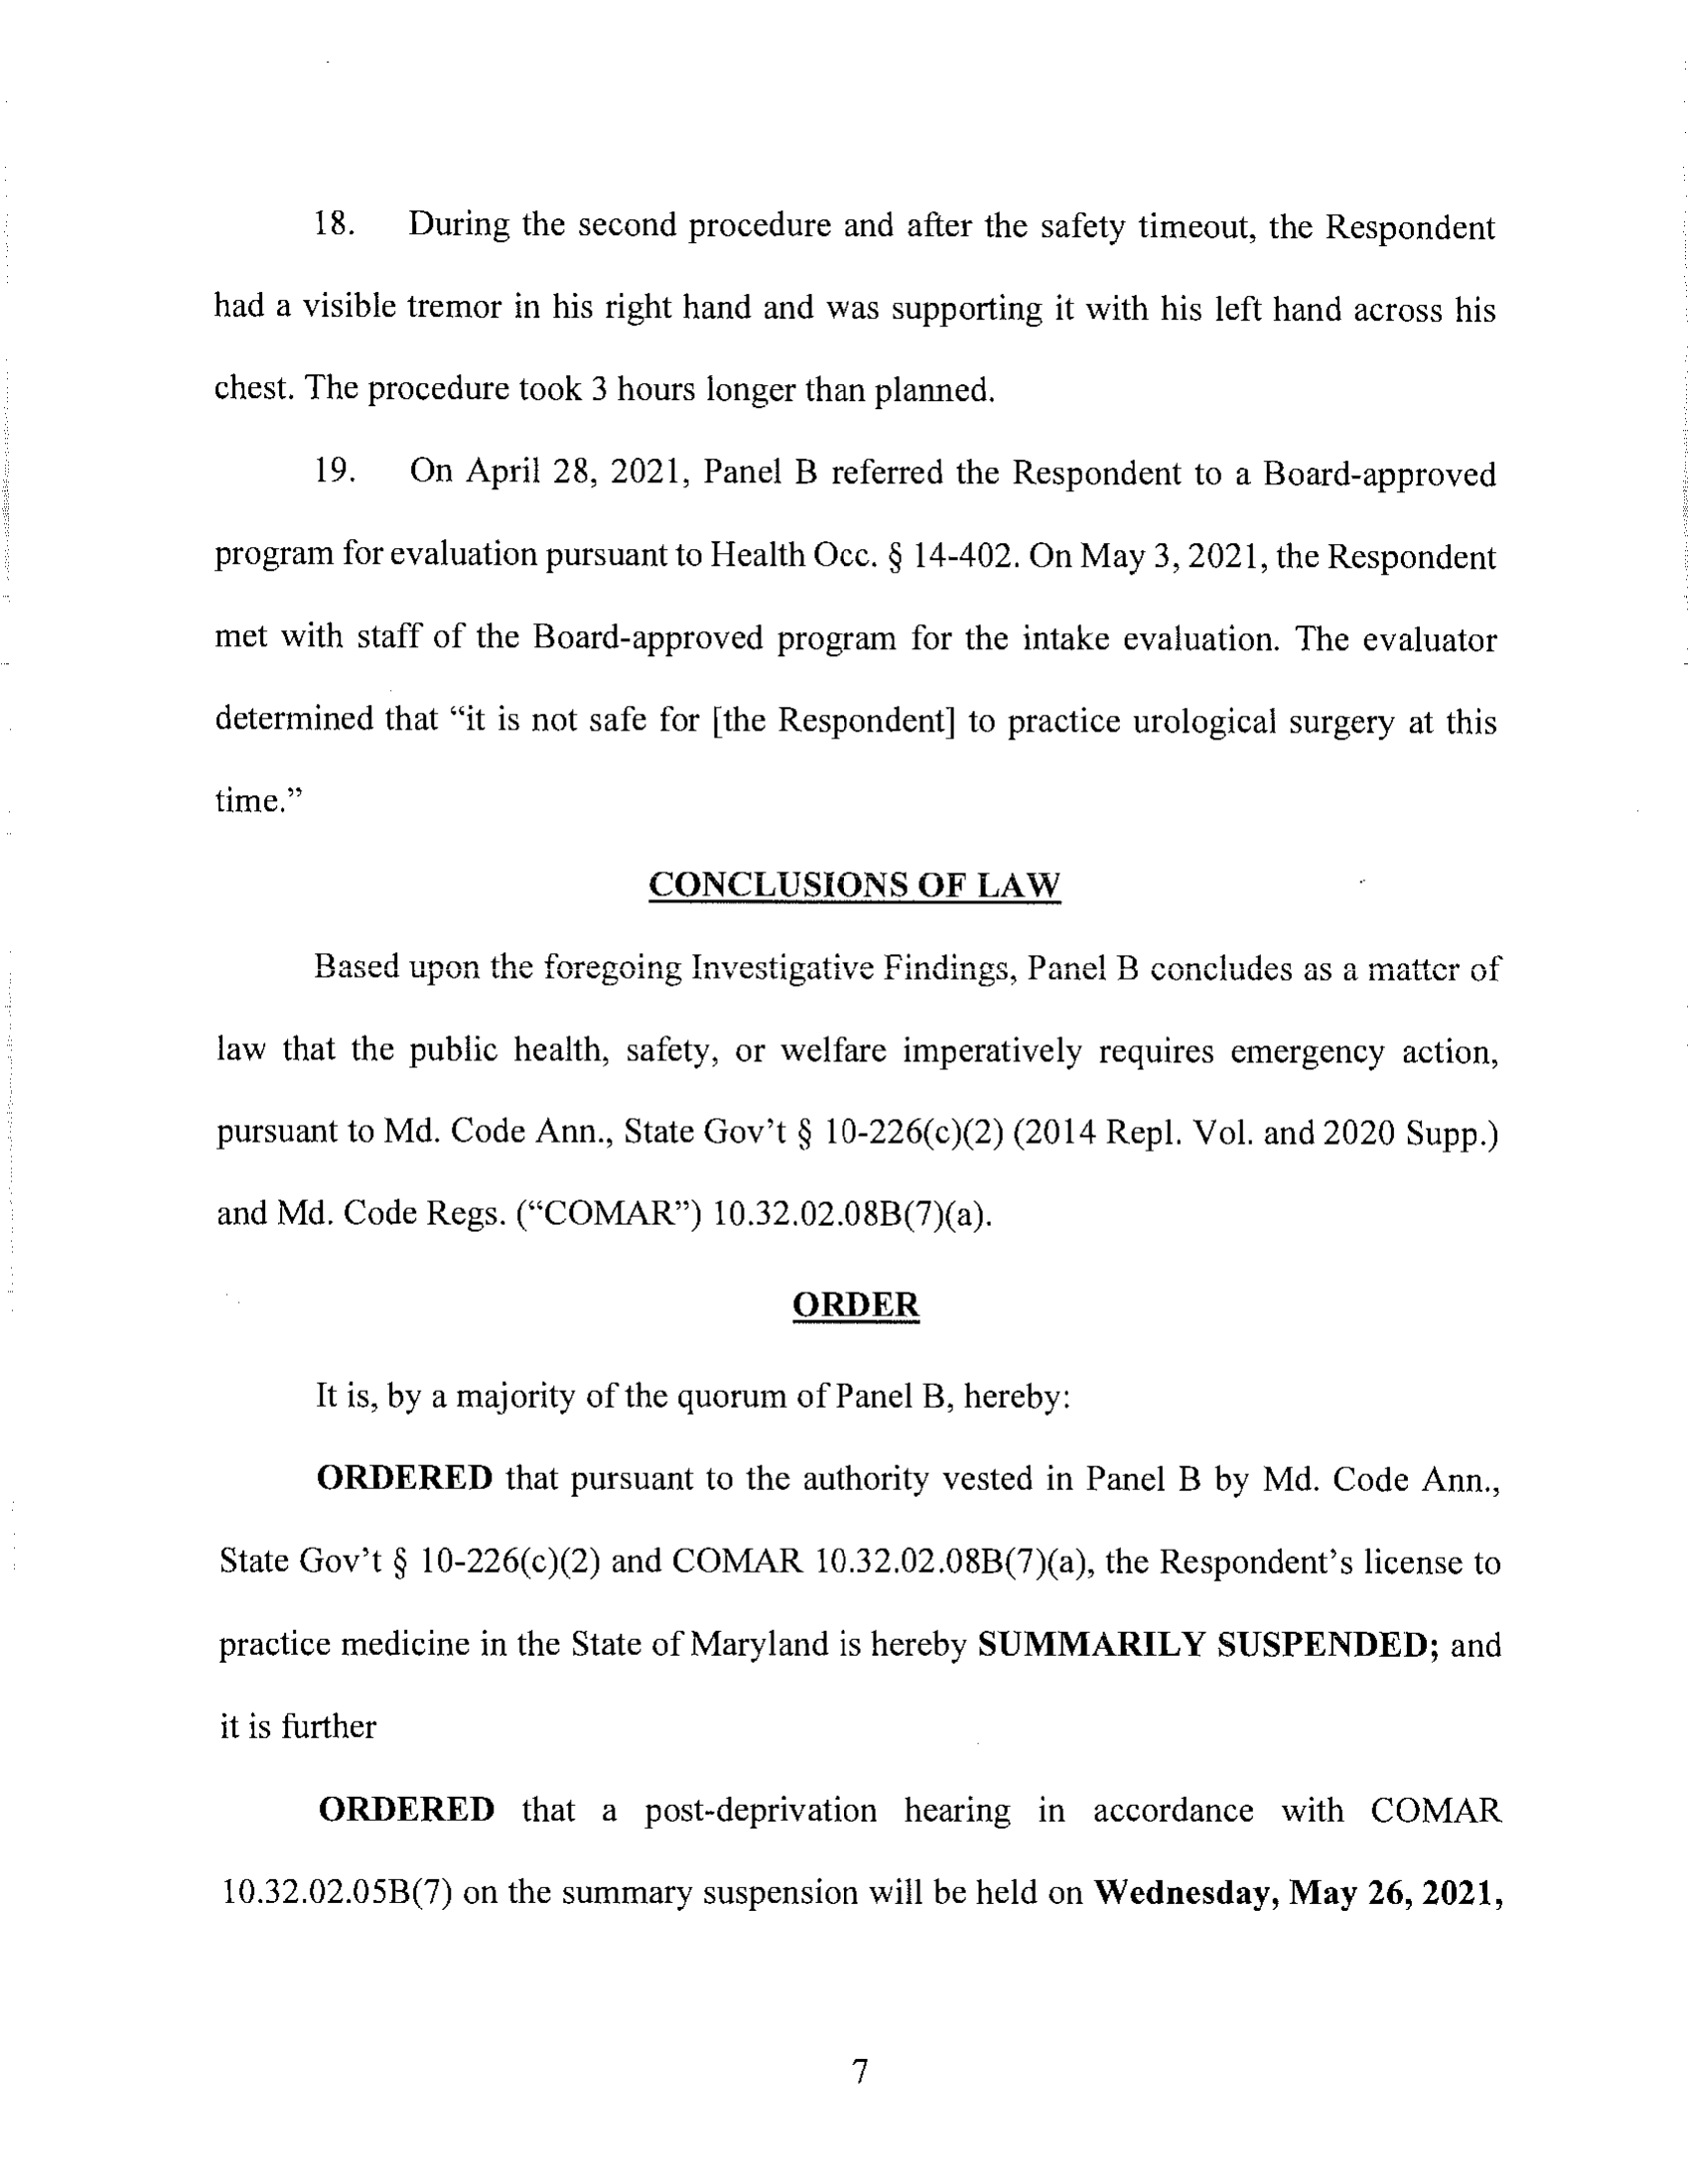 18. During the second procedure and after the safety timeout, the Respondent
had a visible tremor in his right hand and was supporting it with his left hand across his
chest. The procedure took 3 hours longer than planned.
19. On April 28, 2021, Panel B referred the Respondent to a Board-approved
program for evaluation pursuant to Health Occ. § 14-402. On May 3, 2021, the Respondent
met with staff of the Board-approved program for the intake evaluation. The evaluator
determined that “it is not safe for [the Respondent] to practice urological surgery at this
time.”
CONCLUSIONS OF LAW
Based upon the foregoing Investigative Findings, Panel B concludes as a matter of
law that the public health, safety, or welfare imperatively requires emergency action,
pursuant to Md. Code Ann., State Gov’t § 10-226(c)(2) (2014 Repl. Vol. and 2020 Supp.)
and Md. Code Regs. (“COMAR”) 10.32.02.08B(7)(a).
ORDER
It is, by a majority of the quorum of Panel B, hereby:
ORDERED that pursuant to the authority vested in Panel B by Md. Code Ann.,
State Gov’t § 10-226(c)(2) and COMAR 10.32.02.08B(7)(a), the Respondent’s license to
practice medicine in the State of Maryland is hereby SUMMARILY SUSPENDED; and
it is further
ORDERED that a post-deprivation hearing in accordance with COMAR
10.32.02.05B(7) on the summary suspension will be held on Wednesday, May 26, 2021,
7